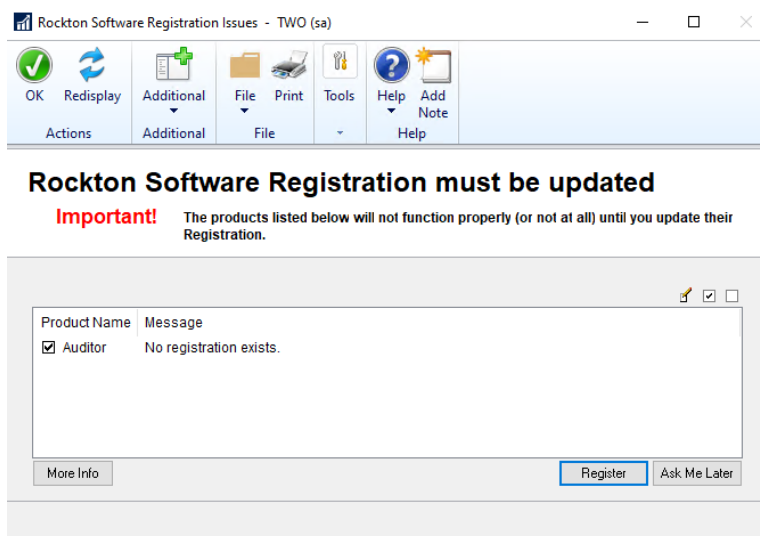 Rockton Software Registration Issues - TWO (sa)
OK Redisplay Additional File Print Tools Help Add Note
Actions Additional File Help
Rockton Software Registration must be updated
Important! The products listed below will not function properly (or not at all) until you update their
Registration.
Product Name Message
Auditor No registration exists.
More Info Register Ask Me Later